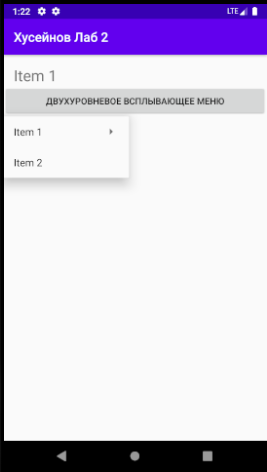 1:22 LTE
Хусейнов Лаб 2
Item 1
ДВУХУРОВНЕВОЕ ВСПЛЫВАЮЩЕЕ МЕНЮ
Item 1
Item 2